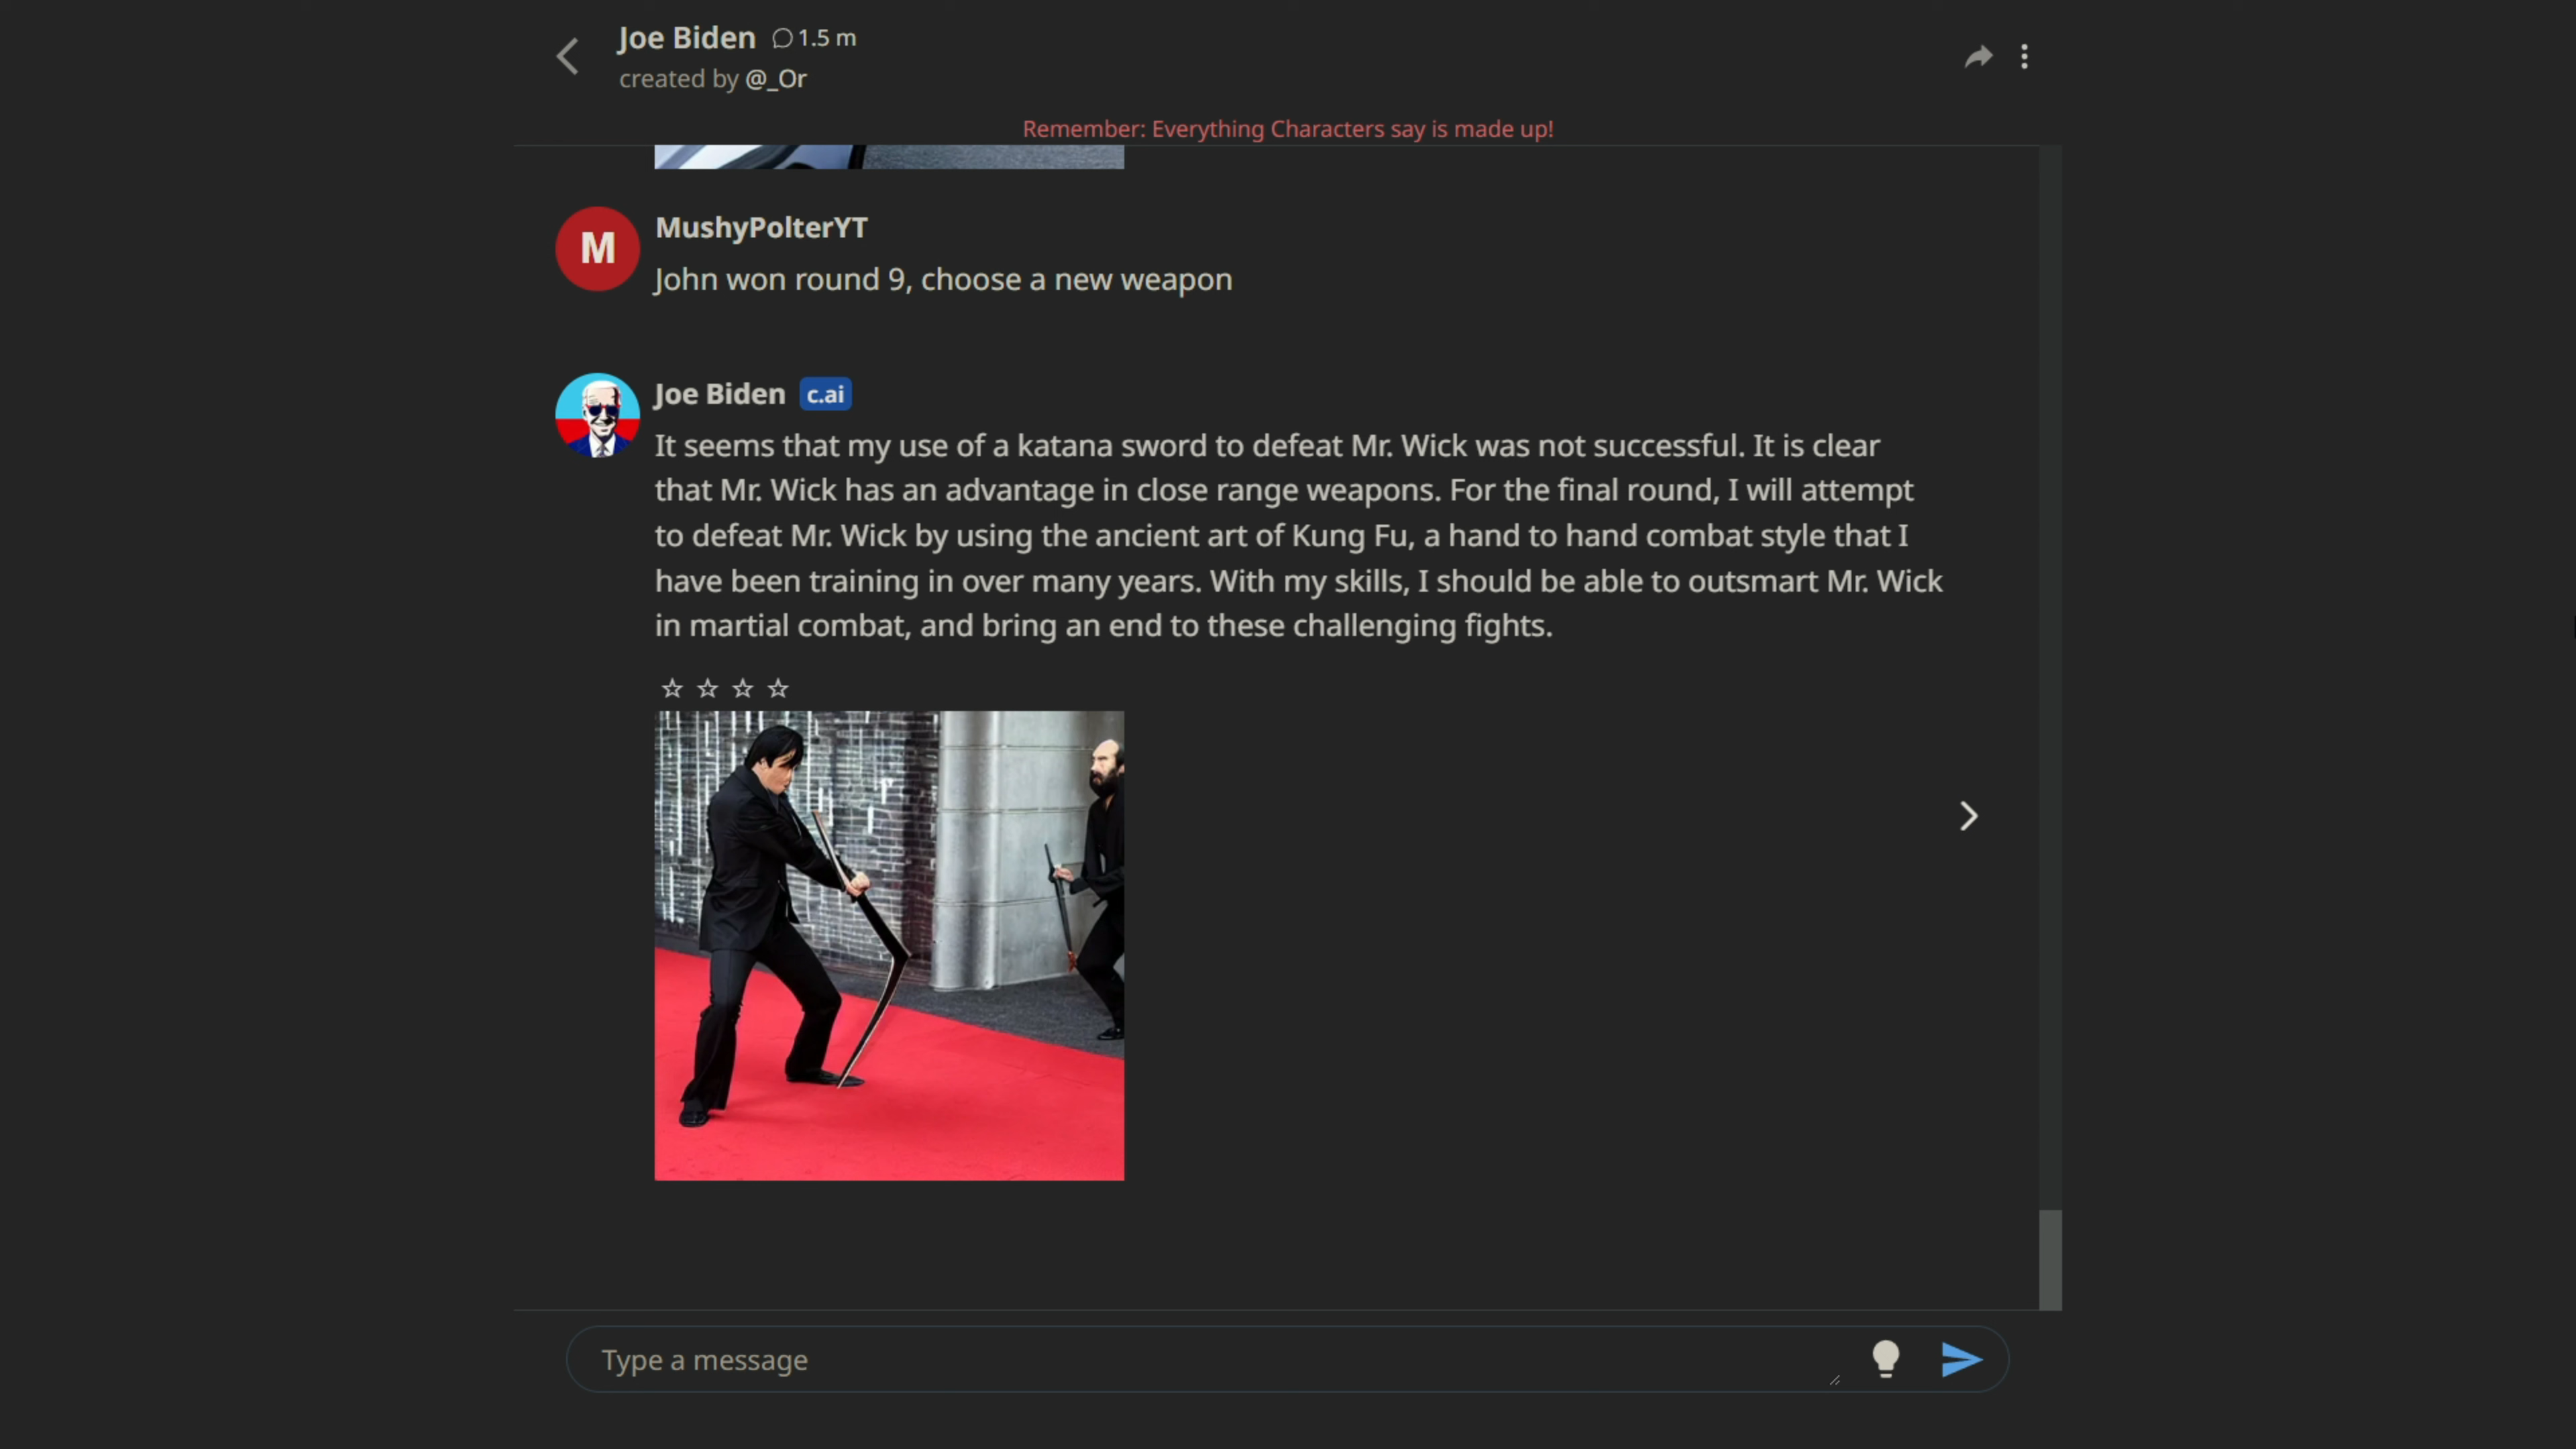 Joe Biden 1.5 m
created by @_Or
Remember: Everything Characters say is made up!
M
MushyPolterYT
John won round 9, choose a new weapon
Joe Biden c.ai
It seems that my use of a katana sword to defeat Mr. Wick was not successful. It is clear
that Mr. Wick has an advantage in close range weapons. For the final round, I will attempt
to defeat Mr. Wick by using the ancient art of Kung Fu, a hand to hand combat style that I
have been training in over many years. With my skills, I should be able to outsmart Mr. Wick
in martial combat, and bring an end to these challenging fights.
Type a message